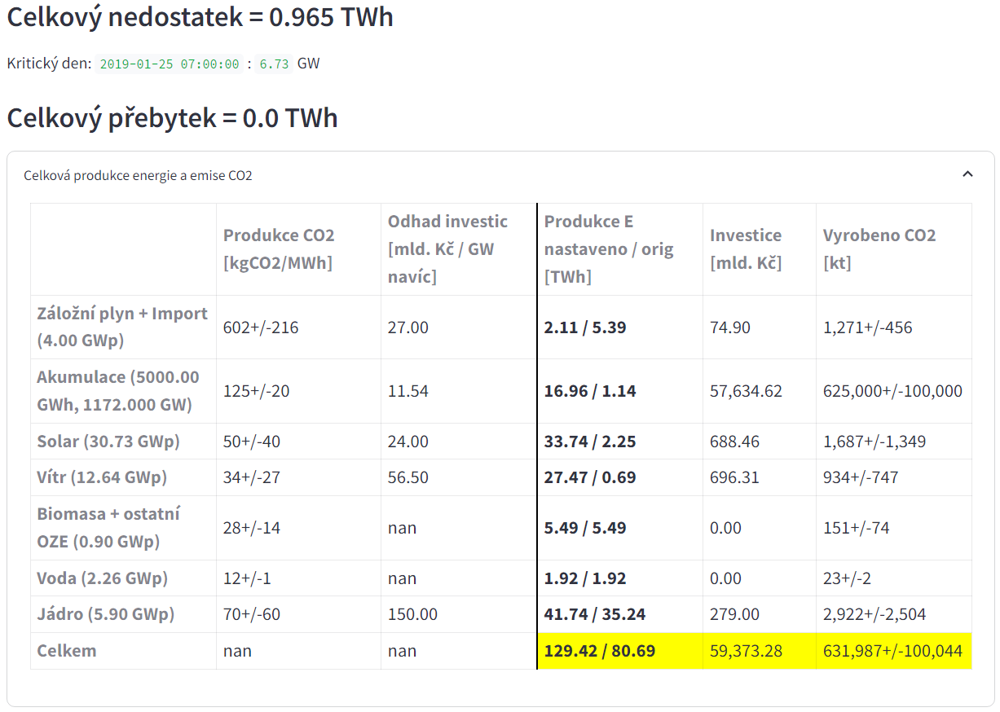 Celkový nedostatek = 0.965 TWh
Kritický den: 2019-01-25 07:00:00 : 6.73 GW
Celkový přebytek = 0.0 TWh
Celková produkce energie a emise CO2
Produkce CO2 [kgCO2/MWh] Odhad investic [mld. Kč / GW navíc] Produkce E nastaveno / orig [TWh] Investice [mld. Kč] Vyrobeno CO2 [kt]
Záložní plyn + Import (4.00 GWp) 602+/-216 27.00 2.11 / 5.39 74.90 1,271+/-456
Akumulace (5000.00 GWh, 1172.000 GW) 125+/-20 11.54 16.96 / 1.14 57,634.62 625,000+/-100,000
Solar (30.73 GWp) 50+/-40 24.00 33.74 / 2.25 688.46 1,687+/-1,349
Vítr (12.64 GWp) 34+/-27 56.50 27.47 / 0.69 696.31 934+/-747
Biomasa + ostatní OZE (0.90 GWp) 28+/-14 nan 5.49 / 5.49 0.00 151+/-74
Voda (2.26 GWp) 12+/-1 nan 1.92 / 1.92 0.00 23+/-2
Jádro (5.90 GWp) 70+/-60 150.00 41.74 / 35.24 279.00 2,922+/-2,504
Celkem nan nan 129.42 / 80.69 59,373.28 631,987+/-100,044